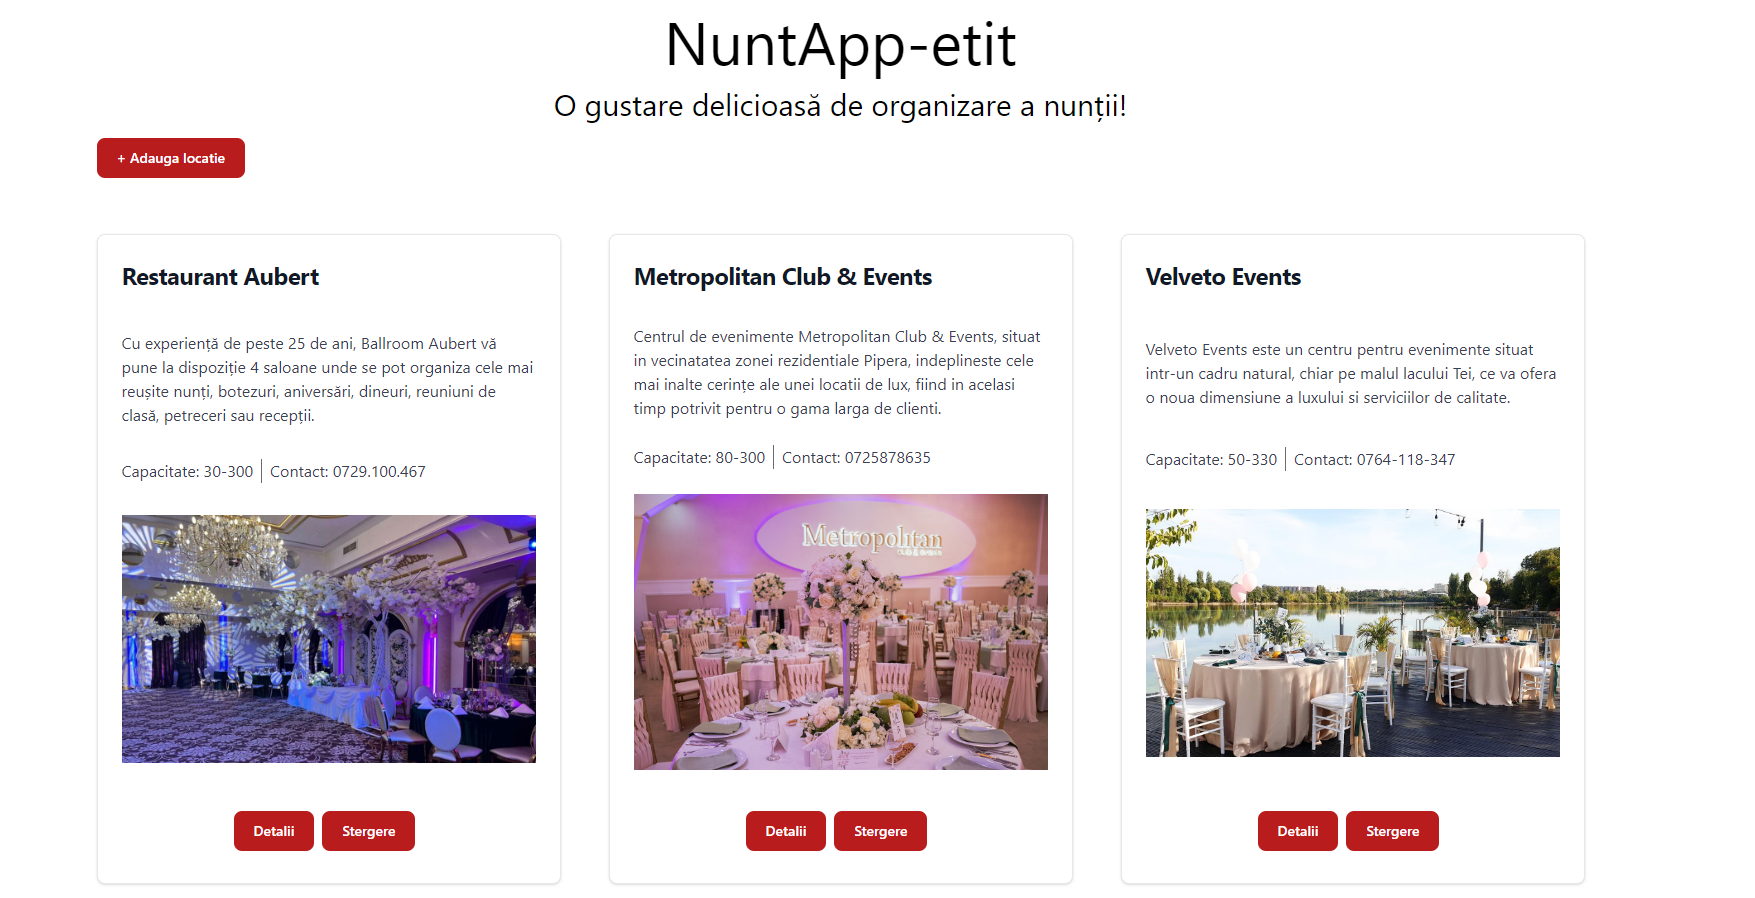 NuntApp-etit
O gustare delicioasă de organizare a nunții!
+ Adauga locatie
Restaurant Aubert
Cu experiență de peste 25 de ani, Ballroom Aubert vă
pune la dispoziție 4 saloane unde se pot organiza cele mai
reușite nunți, botezuri, aniversări, dineuri, reuniuni de
clasă, petreceri sau recepții.
Capacitate: 30-300 | Contact: 0729.100.467
Detalii
Stergere
Metropolitan Club & Events
Centrul de evenimente Metropolitan Club & Events, situat
in vecinatatea zonei rezidentiale Pipera, indeplineste cele
mai inalte cerințe ale unei locatii de lux, fiind in acelasi
timp potrivit pentru o gama larga de clienti.
Capacitate: 80-300 | Contact: 0725878635
Metropolitan
club & events
Detalii
Stergere
Velveto Events
Velveto Events este un centru pentru evenimente situat
intr-un cadru natural, chiar pe malul lacului Tei, ce va ofera
o noua dimensiune a luxului si serviciilor de calitate.
Capacitate: 50-330 | Contact: 0764-118-347
Detalii
Stergere